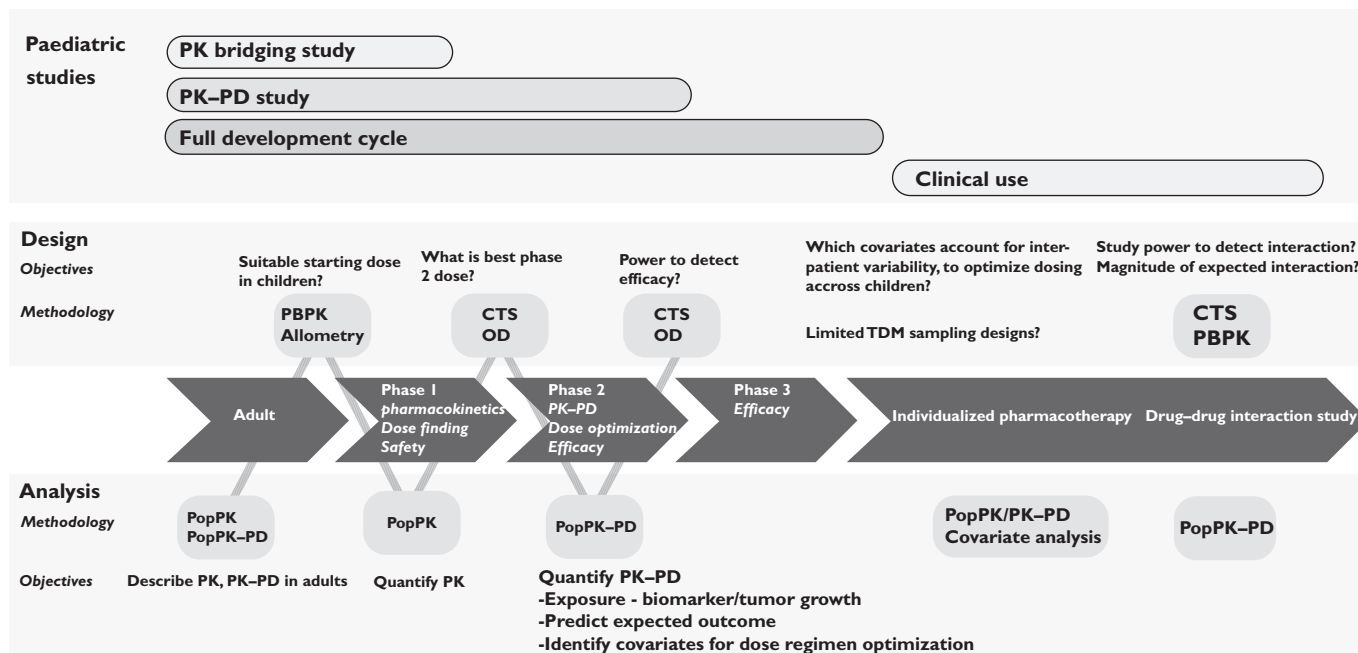 Paediatric
studies
PK bridging study
PK–PD study
Full development cycle
Clinical use
Design
Objectives
Suitable starting dose
in children?
What is best phase
2 dose?
Power to detect
efficacy?
Which covariates account for inter-
patient variability, to optimize dosing
accross children?
Limited TDM sampling designs?
Study power to detect interaction?
Magnitude of expected interaction?
Methodology
PBPK
Allometry
CTS
OD
CTS
OD
CTS
PBPK
Adult
Phase 1
pharmacokinetics
Dose finding
Safety
Phase 2
PK–PD
Dose optimization
Efficacy
Phase 3
Efficacy
Individualized pharmacotherapy
Drug–drug interaction study
Analysis
Methodology
PopPK
PopPK–PD
PopPK
PopPK–PD
PopPK/PK–PD
Covariate analysis
PopPK–PD
Objectives
Describe PK, PK–PD in adults
Quantify PK
Quantify PK–PD
-Exposure - biomarker/tumor growth
-Predict expected outcome
-Identify covariates for dose regimen optimization